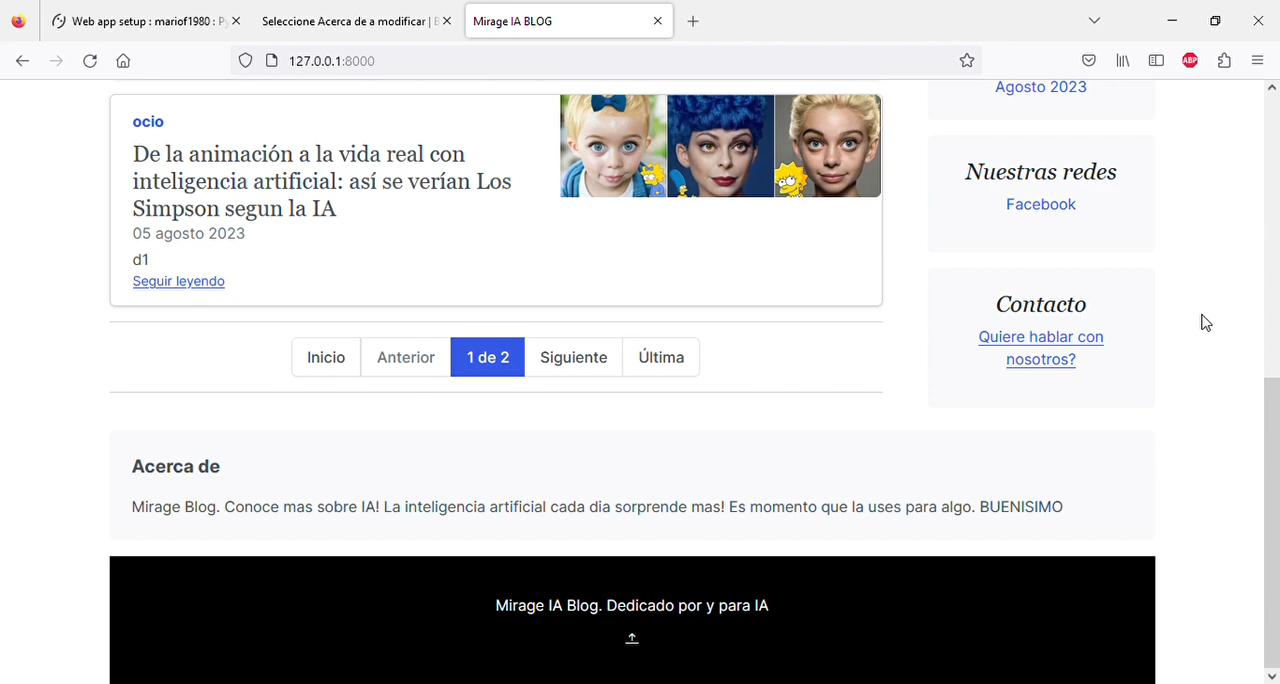 Web app setup : mariof1980 : Py
Seleccione Acerca de a modificar | B
Mirage IA BLOG
127.0.0.1:8000
ABP
Agosto 2023
ocio
De la animación a la vida real con
inteligencia artificial: así se verían Los
Simpson segun la IA
05 agosto 2023
d1
Seguir leyendo
Nuestras redes
Facebook
Contacto
Quiere hablar con
nosotros?
Inicio
Anterior
1 de 2
Siguiente
Última
Acerca de
Mirage Blog. Conoce mas sobre IA! La inteligencia artificial cada dia sorprende mas! Es momento que la uses para algo. BUENISIMO
Mirage IA Blog. Dedicado por y para IA